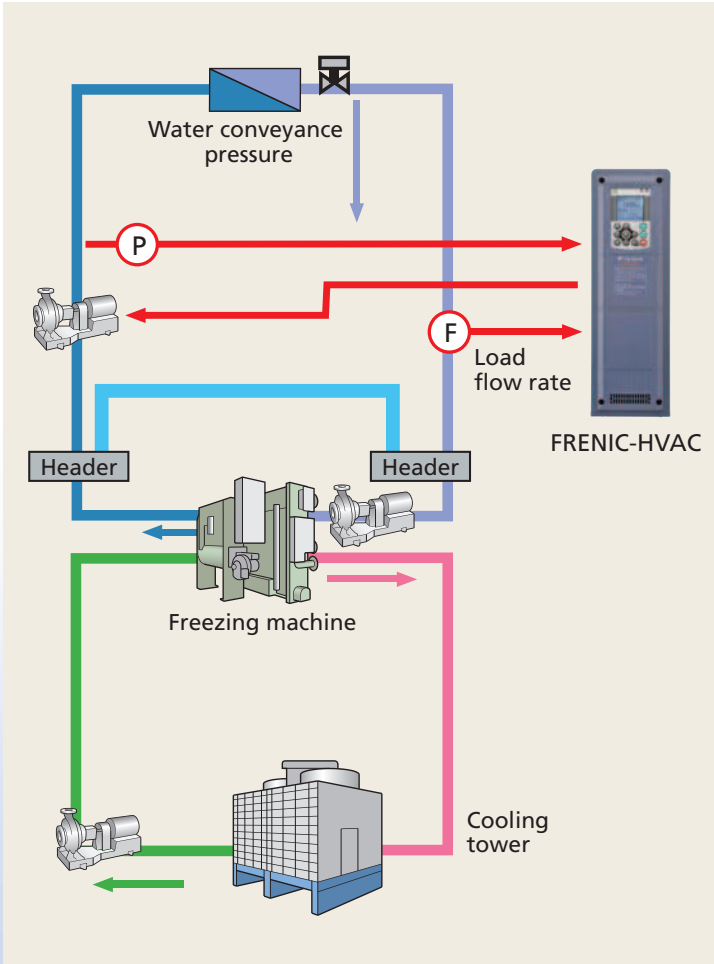 Water conveyance
pressure
P
F
Load
flow rate
FRENIC-HVAC
Header
Header
Freezing machine
Cooling
tower